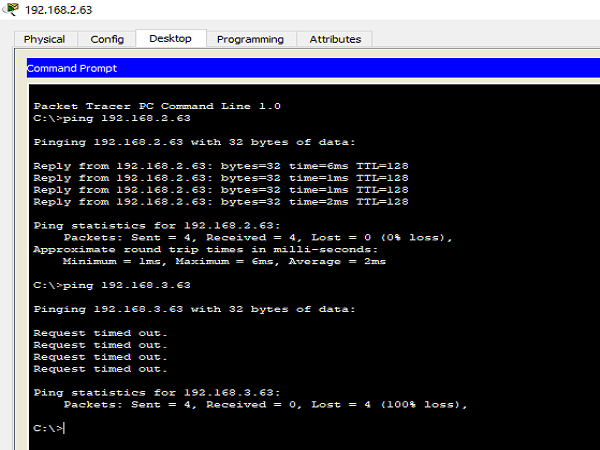 192.168.2.63
Physical Config Desktop Programming Attributes
Command Prompt
Packet Tracer PC Command Line 1.0
C:\>ping 192.168.2.63
Pinging 192.168.2.63 with 32 bytes of data:
Reply from 192.168.2.63: bytes=32 time=6ms TTL=128
Reply from 192.168.2.63: bytes=32 time=1ms TTL=128
Reply from 192.168.2.63: bytes=32 time=1ms TTL=128
Reply from 192.168.2.63: bytes=32 time=2ms TTL=128
Ping statistics for 192.168.2.63:
Packets: Sent = 4, Received = 4, Lost = 0 (0% loss),
Approximate round trip times in milli-seconds:
Minimum = 1ms, Maximum = 6ms, Average = 2ms
C:\>ping 192.168.3.63
Pinging 192.168.3.63 with 32 bytes of data:
Request timed out.
Request timed out.
Request timed out.
Request timed out.
Ping statistics for 192.168.3.63:
Packets: Sent = 4, Received = 0, Lost = 4 (100% loss),
C:\>